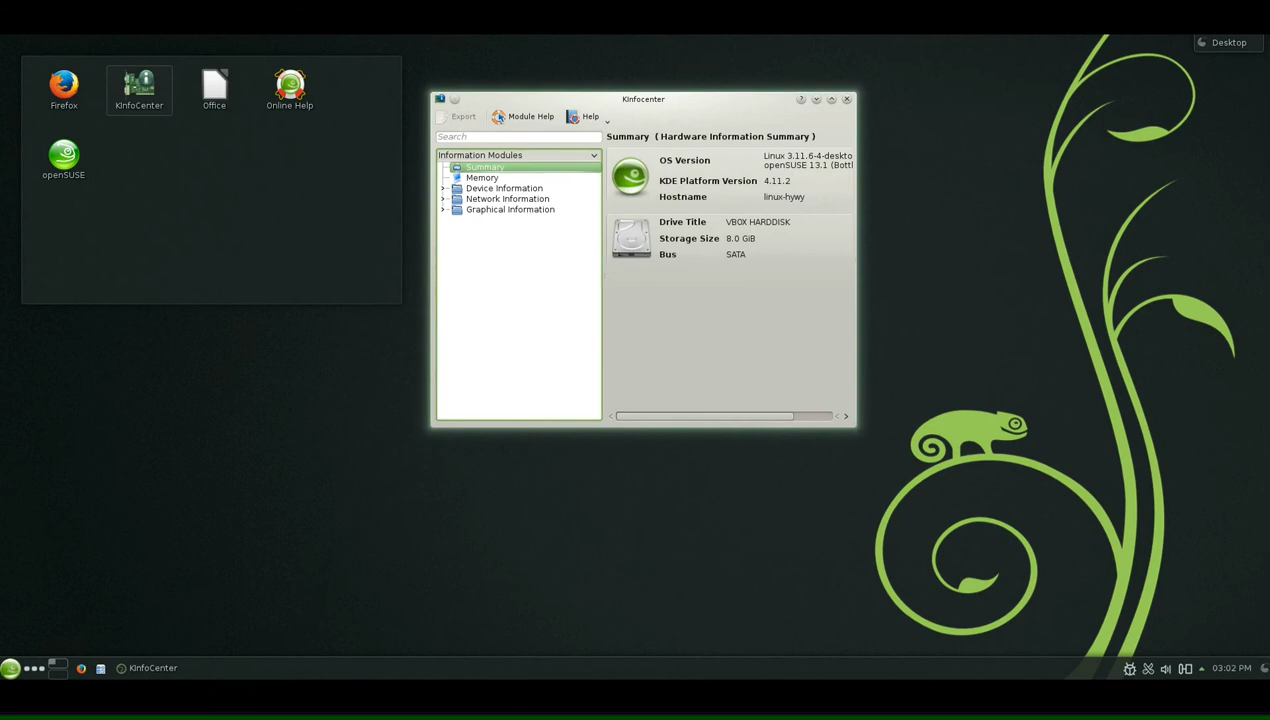 Desktop
Firefox
KInfoCenter
Office
Online Help
openSUSE
KInfocenter
Export
Module Help
Help
Search
Summary ( Hardware Information Summary )
Information Modules
Summary
Memory
Device Information
Network Information
Graphical Information
OS Version
Linux 3.11.6-4-deskto
openSUSE 13.1 (Bottl
KDE Platform Version 4.11.2
Hostname linux-hywy
Drive Title VBOX HARDDISK
Storage Size 8.0 GiB
Bus SATA
KInfoCenter
03:02 PM